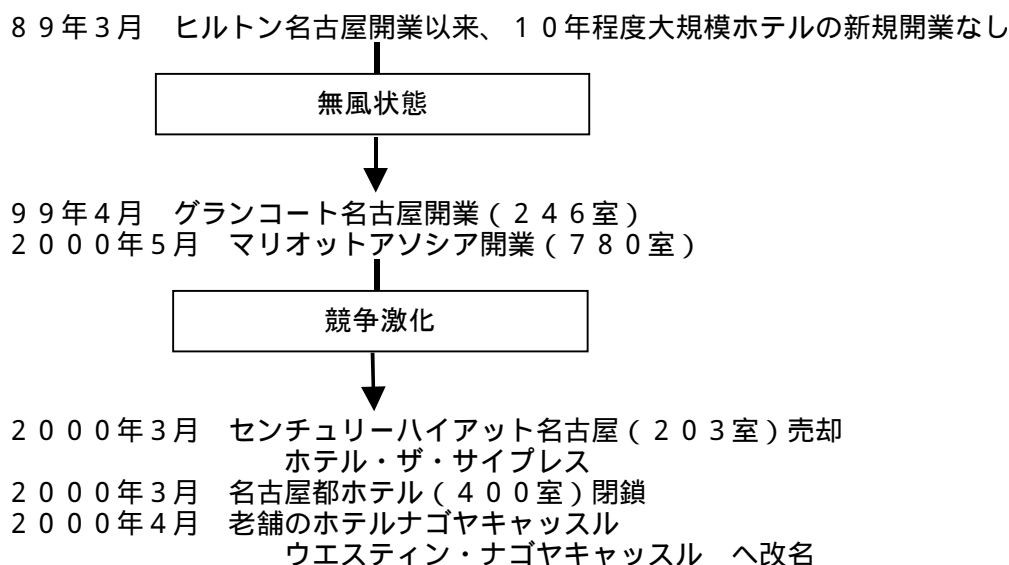 ８９年３月　ヒルトン名古屋開業以来、１０年程度大規模ホテルの新規開業なし
無風状態
９９年４月　グランコート名古屋開業（２４６室）
２０００年５月　マリオットアソシア開業（７８０室）
競争激化
２０００年３月　センチュリーハイアット名古屋（２０３室）売却
ホテル・ザ・サイプレス
２０００年３月　名古屋都ホテル（４００室）閉鎖
２０００年４月　老舗のホテルナゴヤキャッスル
ウエスティン・ナゴヤキャッスル　へ改名